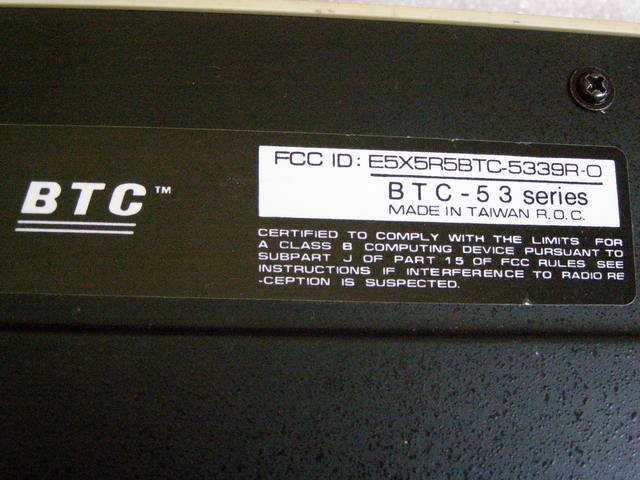 BTC™
FCC ID: E5X5R5BTC-5339R-O
BTC-53 series
MADE IN TAIWAN R.O.C.
CERTIFIED TO COMPLY WITH THE LIMITS FOR
A CLASS B COMPUTING DEVICE PURSUANT TO
SUBPART J OF PART 15 OF FCC RULES SEE
INSTRUCTIONS IF INTERFERENCE TO RADIO RE
-CEPTION IS SUSPECTED.